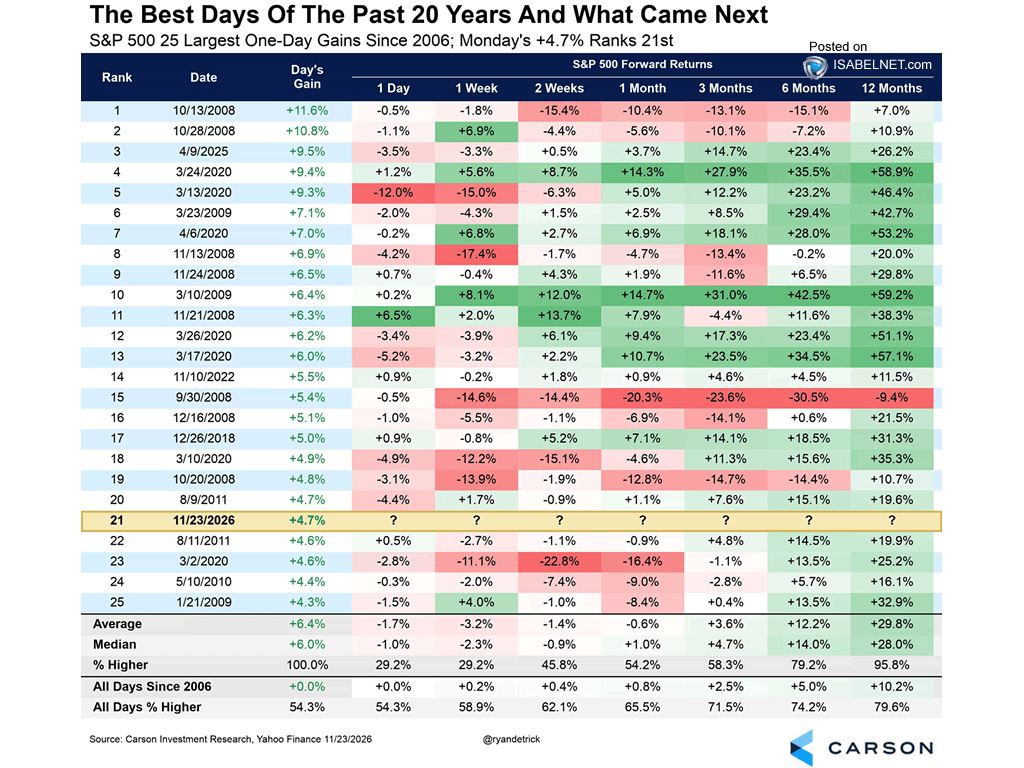 The Best Days Of The Past 20 Years And What Came Next
S&P 500 25 Largest One-Day Gains Since 2006; Monday's +4.7% Ranks 21st
Posted on
ISABELNET.com
Rank Date Day's Gain S&P 500 Forward Returns
1 Day 1 Week 2 Weeks 1 Month 3 Months 6 Months 12 Months
1 10/13/2008 +11.6% -0.5% -1.8% -15.4% -10.4% -13.1% -15.1% +7.0%
2 10/28/2008 +10.8% -1.1% +6.9% -4.4% -5.6% -10.1% -7.2% +10.9%
3 4/9/2025 +9.5% -3.5% -3.3% +0.5% +3.7% +14.7% +23.4% +26.2%
4 3/24/2020 +9.4% +1.2% +5.6% +8.7% +14.3% +27.9% +35.5% +58.9%
5 3/13/2020 +9.3% -12.0% -15.0% -6.3% +5.0% +12.2% +23.2% +46.4%
6 3/23/2009 +7.1% -2.0% -4.3% +1.5% +2.5% +8.5% +29.4% +42.7%
7 4/6/2020 +7.0% -0.2% +6.8% +2.7% +6.9% +18.1% +28.0% +53.2%
8 11/13/2008 +6.9% -4.2% -17.4% -1.7% -4.7% -13.4% -0.2% +20.0%
9 11/24/2008 +6.5% +0.7% -0.4% +4.3% +1.9% -11.6% +6.5% +29.8%
10 3/10/2009 +6.4% +0.2% +8.1% +12.0% +14.7% +31.0% +42.5% +59.2%
11 11/21/2008 +6.3% +6.5% +2.0% +13.7% +7.9% -4.4% +11.6% +38.3%
12 3/26/2020 +6.2% -3.4% -3.9% +6.1% +9.4% +17.3% +23.4% +51.1%
13 3/17/2020 +6.0% -5.2% -3.2% +2.2% +10.7% +23.5% +34.5% +57.1%
14 11/10/2022 +5.5% +0.9% -0.2% +1.8% +0.9% +4.6% +4.5% +11.5%
15 9/30/2008 +5.4% -0.5% -14.6% -14.4% -20.3% -23.6% -30.5% -9.4%
16 12/16/2008 +5.1% -1.0% -5.5% -1.1% -6.9% -14.1% +0.6% +21.5%
17 12/26/2018 +5.0% +0.9% -0.8% +5.2% +7.1% +14.1% +18.5% +31.3%
18 3/10/2020 +4.9% -4.9% -12.2% -15.1% -4.6% +11.3% +15.6% +35.3%
19 10/20/2008 +4.8% -3.1% -13.9% -1.9% -12.8% -14.7% -14.4% +10.7%
20 8/9/2011 +4.7% -4.4% +1.7% -0.9% +1.1% +7.6% +15.1% +19.6%
21 11/23/2026 +4.7% ? ? ? ? ? ? ?
22 8/11/2011 +4.6% +0.5% -2.7% -1.1% -0.9% +4.8% +14.5% +19.9%
23 3/2/2020 +4.6% -2.8% -11.1% -22.8% -16.4% -1.1% +13.5% +25.2%
24 5/10/2010 +4.4% -0.3% -2.0% -7.4% -9.0% -2.8% +5.7% +16.1%
25 1/21/2009 +4.3% -1.5% +4.0% -1.0% -8.4% +0.4% +13.5% +32.9%
Average +6.4% -1.7% -3.2% -1.4% -0.6% +3.6% +12.2% +29.8%
Median +6.0% -1.0% -2.3% -0.9% +1.0% +4.7% +14.0% +28.0%
% Higher 100.0% 29.2% 29.2% 45.8% 54.2% 58.3% 79.2% 95.8%
All Days Since 2006 +0.0% +0.0% +0.2% +0.4% +0.8% +2.5% +5.0% +10.2%
All Days % Higher 54.3% 54.3% 58.9% 62.1% 65.5% 71.5% 74.2% 79.6%
Source: Carson Investment Research, Yahoo Finance 11/23/2026 @ryandetrick
CARSON